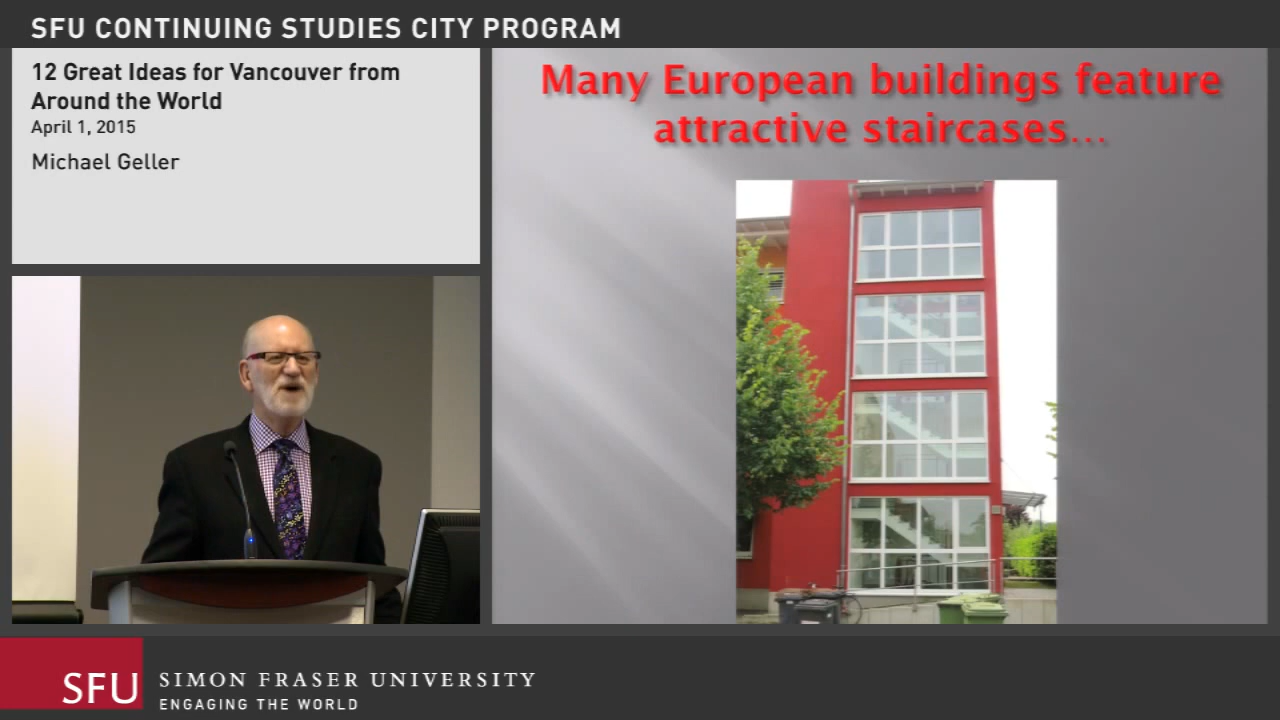 SFU CONTINUING STUDIES CITY PROGRAM
12 Great Ideas for Vancouver from
Around the World
April 1, 2015
Michael Geller
Many European buildings feature
attractive staircases...
SFU
SIMON FRASER UNIVERSITY
ENGAGING THE WORLD